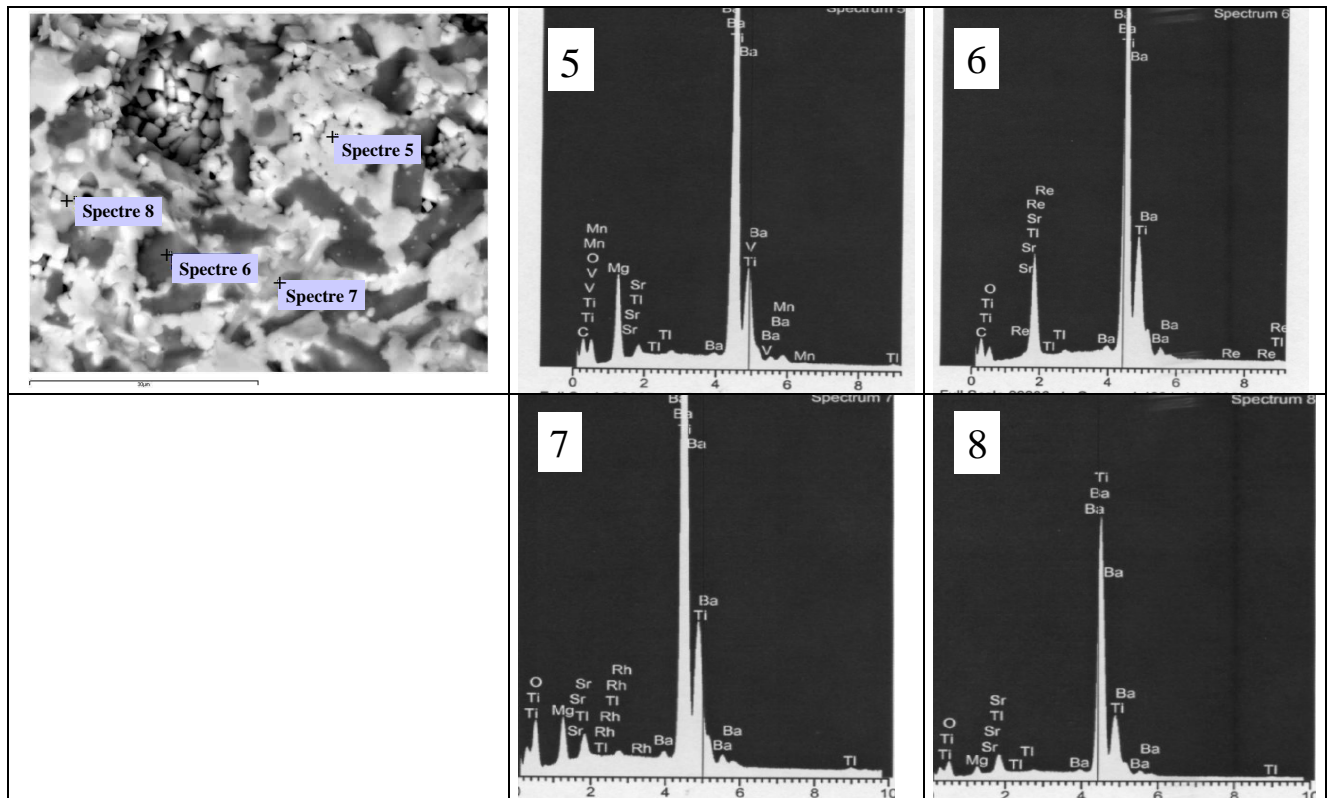 Spectre 5
Spectre 8
Spectre 6
Spectre 7
30µm
5
Spectrum 5
Ba
Ti
Ba
Mn
Mn
O
V
V
Ti
Ti
C
Mg
Sr
Tl
Sr
Sr
Tl
Tl
Ba
Ba
V
Ti
Mn
Ba
Ba
V
Mn
Tl
0 2 4 6 8
6
Spectrum 6
Ba
Ba
Ti
Ba
Re
Re
Sr
Tl
Sr
Sr
O
Ti
Ti
C
Re
Tl
Tl
Ba
Ba
Ti
Ba
Ba
Re
Re
Re
Tl
0 2 4 6 8
7
Spectrum 7
Ba
Ba
Ti
Ba
Ba
Ti
O
Ti
Ti
Mg
Sr
Sr
Tl
Sr
Rh
Rh
Tl
Rh
Rh
Tl
Rh
Ba
Ba
Ba
Tl
2 4 6 8 10
8
Spectrum 8
Ti
Ba
Ba
Ba
Ba
Ti
O
Ti
Ti
Mg
Sr
Tl
Sr
Sr
Tl
Tl
Ba
Ba
Ba
Tl
2 4 6 8